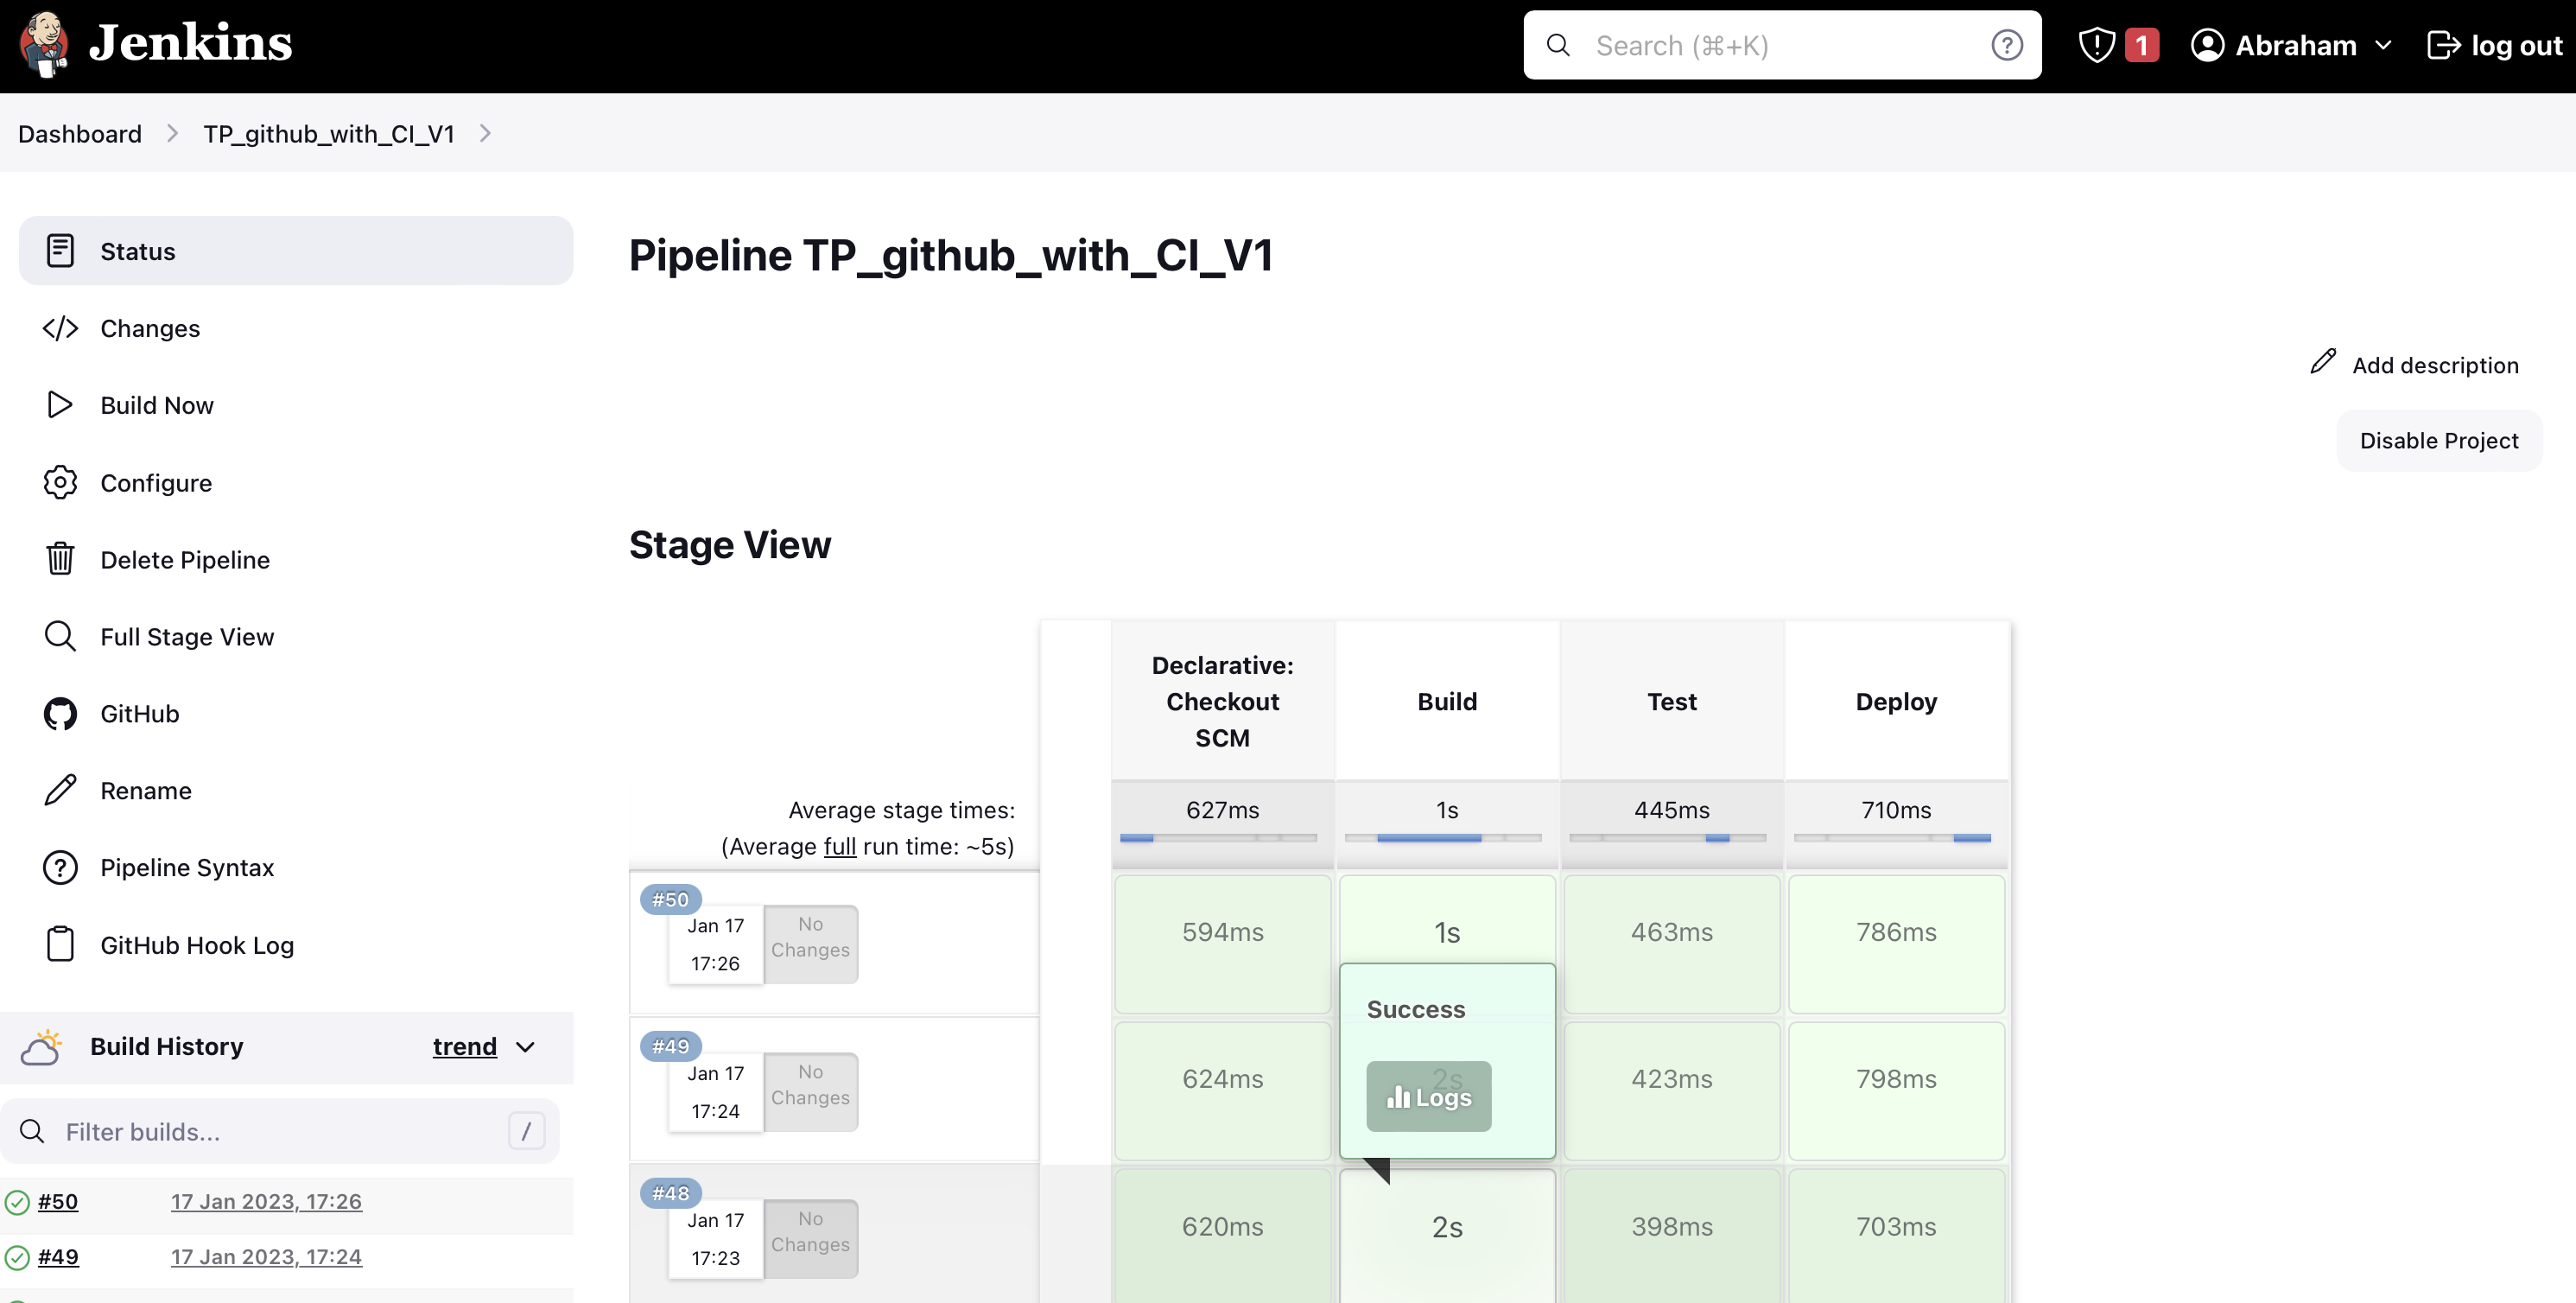 Jenkins
Search (⌘+K)
?
1
Abraham
log out
Dashboard
TP_github_with_CI_V1
Status
Changes
Build Now
Configure
Delete Pipeline
Full Stage View
GitHub
Rename
Pipeline Syntax
GitHub Hook Log
Build History
trend
Filter builds...
/
#50
17 Jan 2023, 17:26
#49
17 Jan 2023, 17:24
Pipeline TP_github_with_CI_V1
Add description
Disable Project
Stage View
Declarative:
Checkout
SCM
Build
Test
Deploy
Average stage times:
(Average full run time: ~5s)
627ms
1s
445ms
710ms
#50
Jan 17
17:26
No
Changes
594ms
1s
463ms
786ms
Success
Logs
#49
Jan 17
17:24
No
Changes
624ms
2s
423ms
798ms
#48
Jan 17
17:23
No
Changes
620ms
2s
398ms
703ms